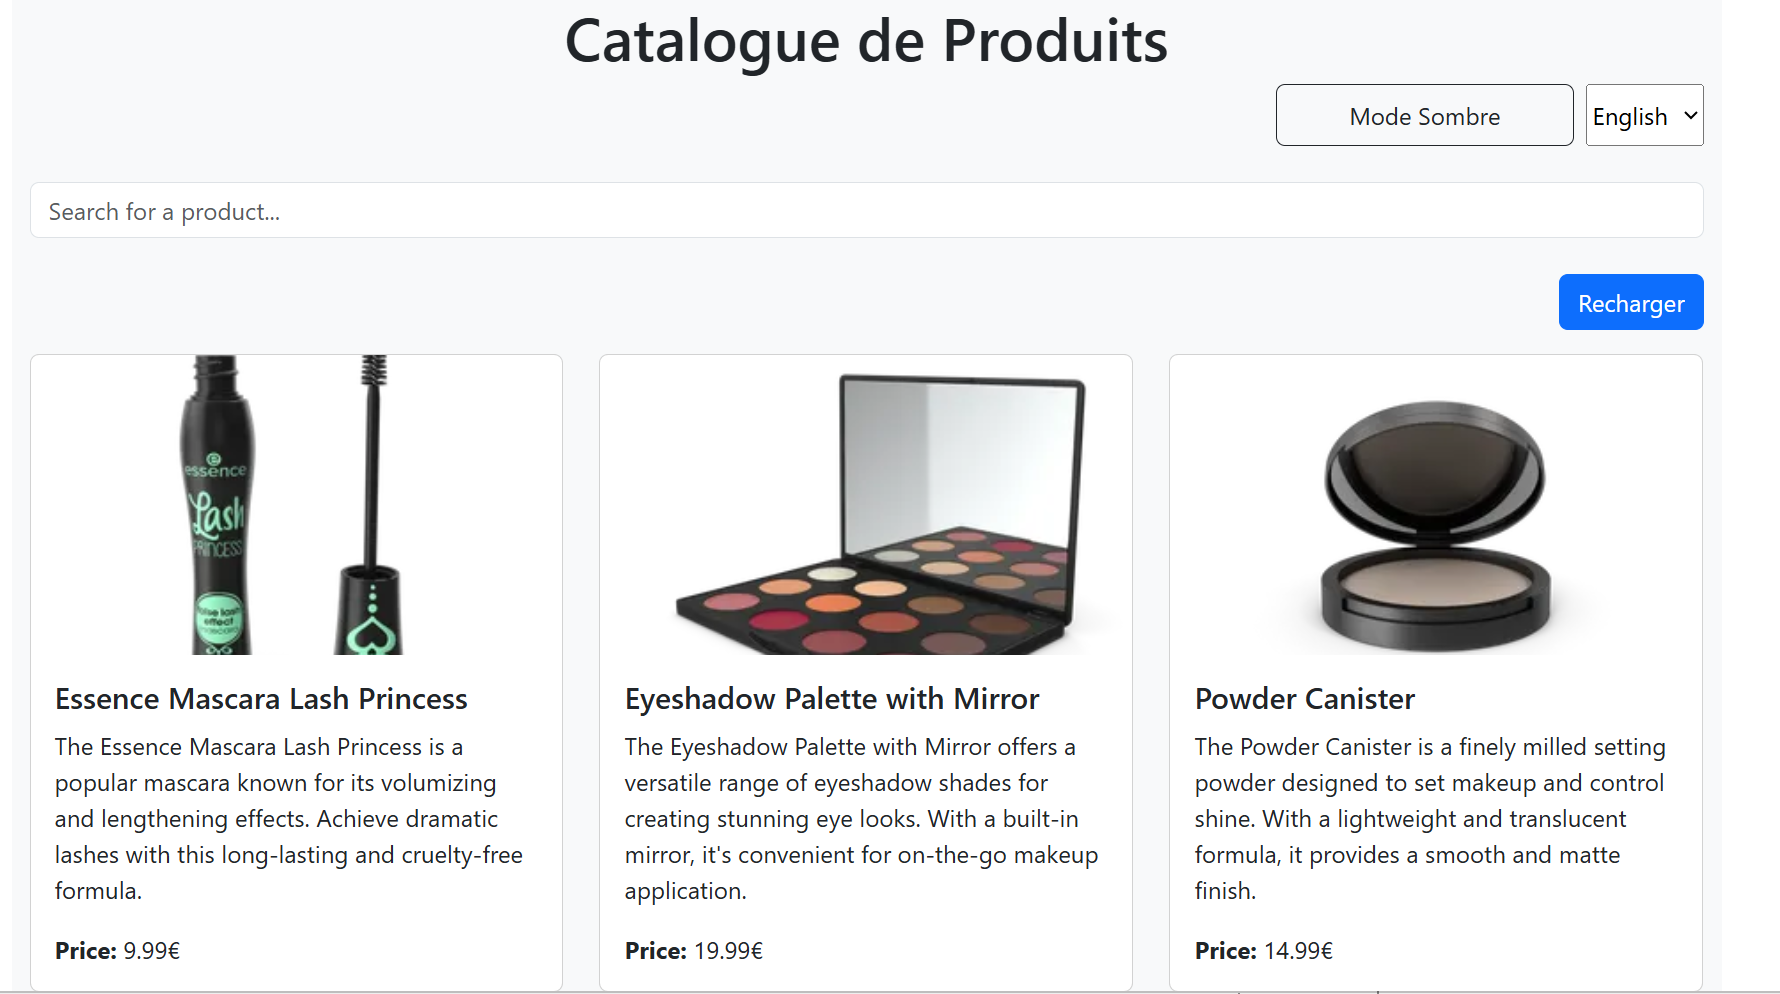 Catalogue de Produits
Mode Sombre
English
Search for a product...
Recharger
essence
Lash
PRINCESS
effect
Essence Mascara Lash Princess
The Essence Mascara Lash Princess is a
popular mascara known for its volumizing
and lengthening effects. Achieve dramatic
lashes with this long-lasting and cruelty-free
formula.
Price: 9.99€
Eyeshadow Palette with Mirror
The Eyeshadow Palette with Mirror offers a
versatile range of eyeshadow shades for
creating stunning eye looks. With a built-in
mirror, it's convenient for on-the-go makeup
application.
Price: 19.99€
Powder Canister
The Powder Canister is a finely milled setting
powder designed to set makeup and control
shine. With a lightweight and translucent
formula, it provides a smooth and matte
finish.
Price: 14.99€